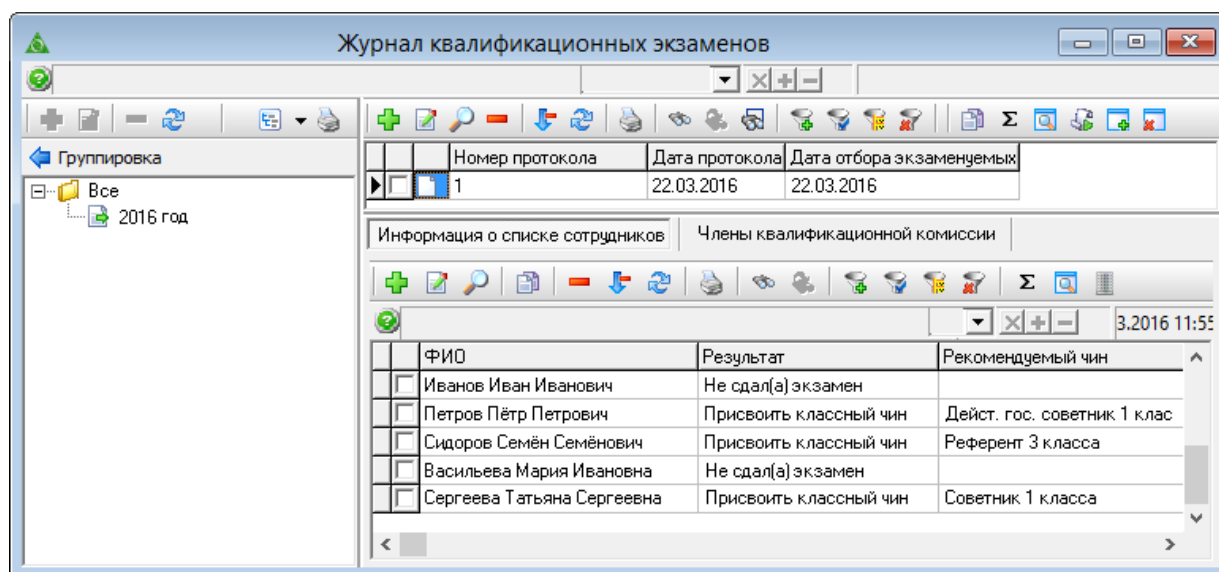 Журнал квалификационных экзаменов
Группировка
Все
2016 год
Номер протокола Дата протокола Дата отбора экзаменуемых
1 22.03.2016 22.03.2016
Информация о списке сотрудников Члены квалификационной комиссии
3.2016 11:55
ФИО Результат Рекомендуемый чин
Иванов Иван Иванович Не сдал(а) экзамен
Петров Пётр Петрович Присвоить классный чин Дейст. гос. советник 1 клас
Сидоров Семён Семёнович Присвоить классный чин Референт 3 класса
Васильева Мария Ивановна Не сдал(а) экзамен
Сергеева Татьяна Сергеевна Присвоить классный чин Советник 1 класса